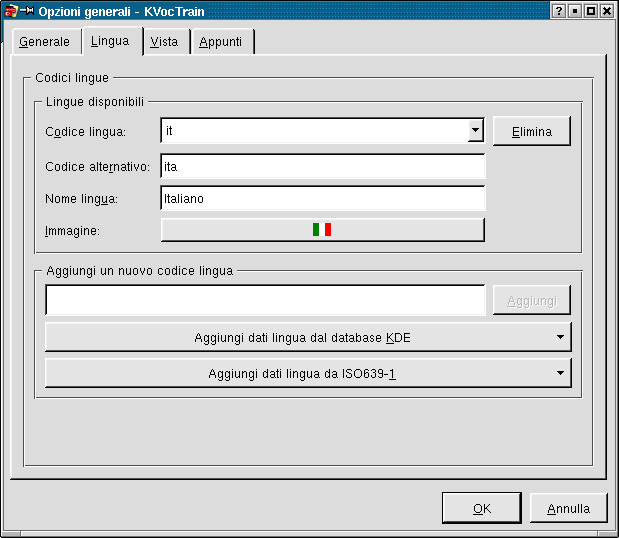 Opzioni generali - KVocTrain
Generale Lingua Vista Appunti
Codici lingue
Lingue disponibili
Codice lingua: it Elimina
Codice alternativo: ita
Nome lingua: Italiano
Immagine:
Aggiungi un nuovo codice lingua
Aggiungi
Aggiungi dati lingua dal database KDE
Aggiungi dati lingua da ISO639-1
OK Annulla